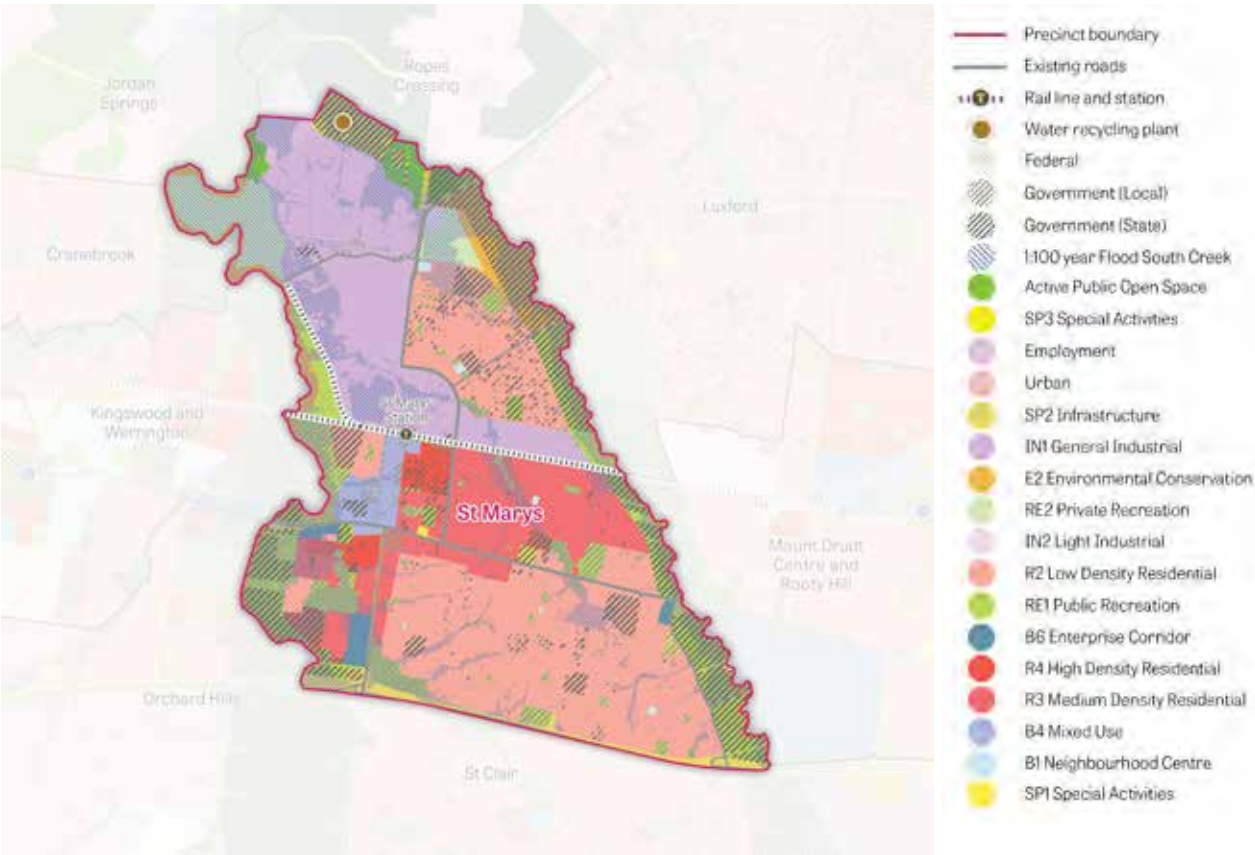 Jordan
Springs
Ropes
Crossing
Luxford
Cranebrook
Kingswood and
Werrington
St Marys
Station
St Marys
Mount Druitt
Centre and
Rooty Hill
Orchard Hills
St Clair
Precinct boundary
Existing roads
Rail line and station
Water recycling plant
Federal
Government (Local)
Government (State)
1:100 year Flood South Creek
Active Public Open Space
SP3 Special Activities
Employment
Urban
SP2 Infrastructure
IN1 General Industrial
E2 Environmental Conservation
RE2 Private Recreation
IN2 Light Industrial
R2 Low Density Residential
RE1 Public Recreation
B6 Enterprise Corridor
R4 High Density Residential
R3 Medium Density Residential
B4 Mixed Use
B1 Neighbourhood Centre
SP1 Special Activities